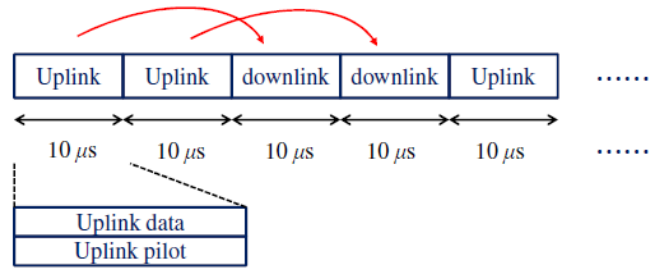 Uplink Uplink downlink downlink Uplink ......
10 μs 10 μs 10 μs 10 μs 10 μs ......
Uplink data
Uplink pilot